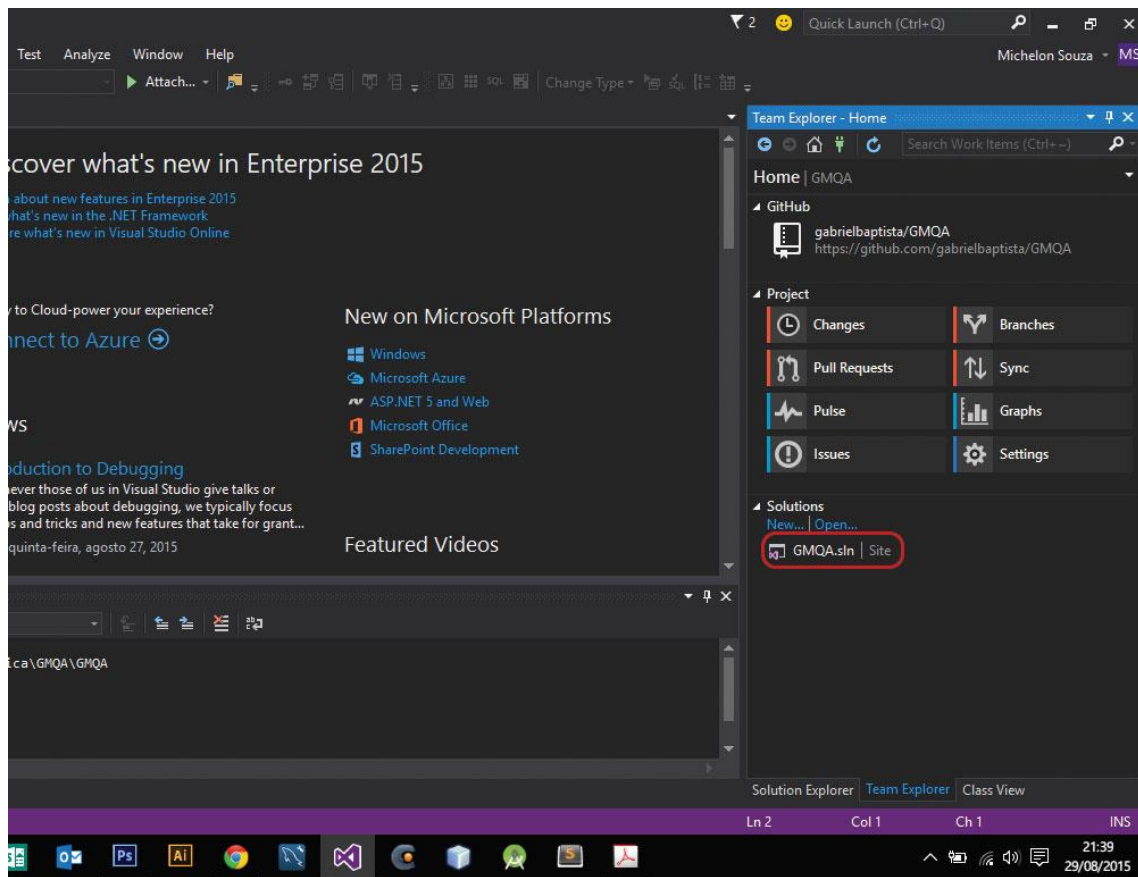 2
Quick Launch (Ctrl+Q)
Test Analyze Window Help
Michelon Souza
MS
Attach...
SQL
Change Type
Team Explorer - Home
Search Work Items (Ctrl+~)
Home | GMQA
scover what's new in Enterprise 2015
about new features in Enterprise 2015
what's new in the .NET Framework
re what's new in Visual Studio Online
GitHub
gabrielbaptista/GMQA
https://github.com/gabrielbaptista/GMQA
Project
Changes
Branches
Pull Requests
Sync
Pulse
Graphs
Issues
Settings
Solutions
New... | Open...
GMQA.sln | Site
y to Cloud-power your experience?
nnect to Azure
New on Microsoft Platforms
Windows
Microsoft Azure
ASP.NET 5 and Web
Microsoft Office
SharePoint Development
ws
oduction to Debugging
never those of us in Visual Studio give talks or
blog posts about debugging, we typically focus
s and tricks and new features that take for grant...
quinta-feira, agosto 27, 2015
Featured Videos
ica\GMQA\GMQA
Solution Explorer Team Explorer Class View
Ln 2 Col 1 Ch 1 INS
Ps
Ai
21:39
29/08/2015